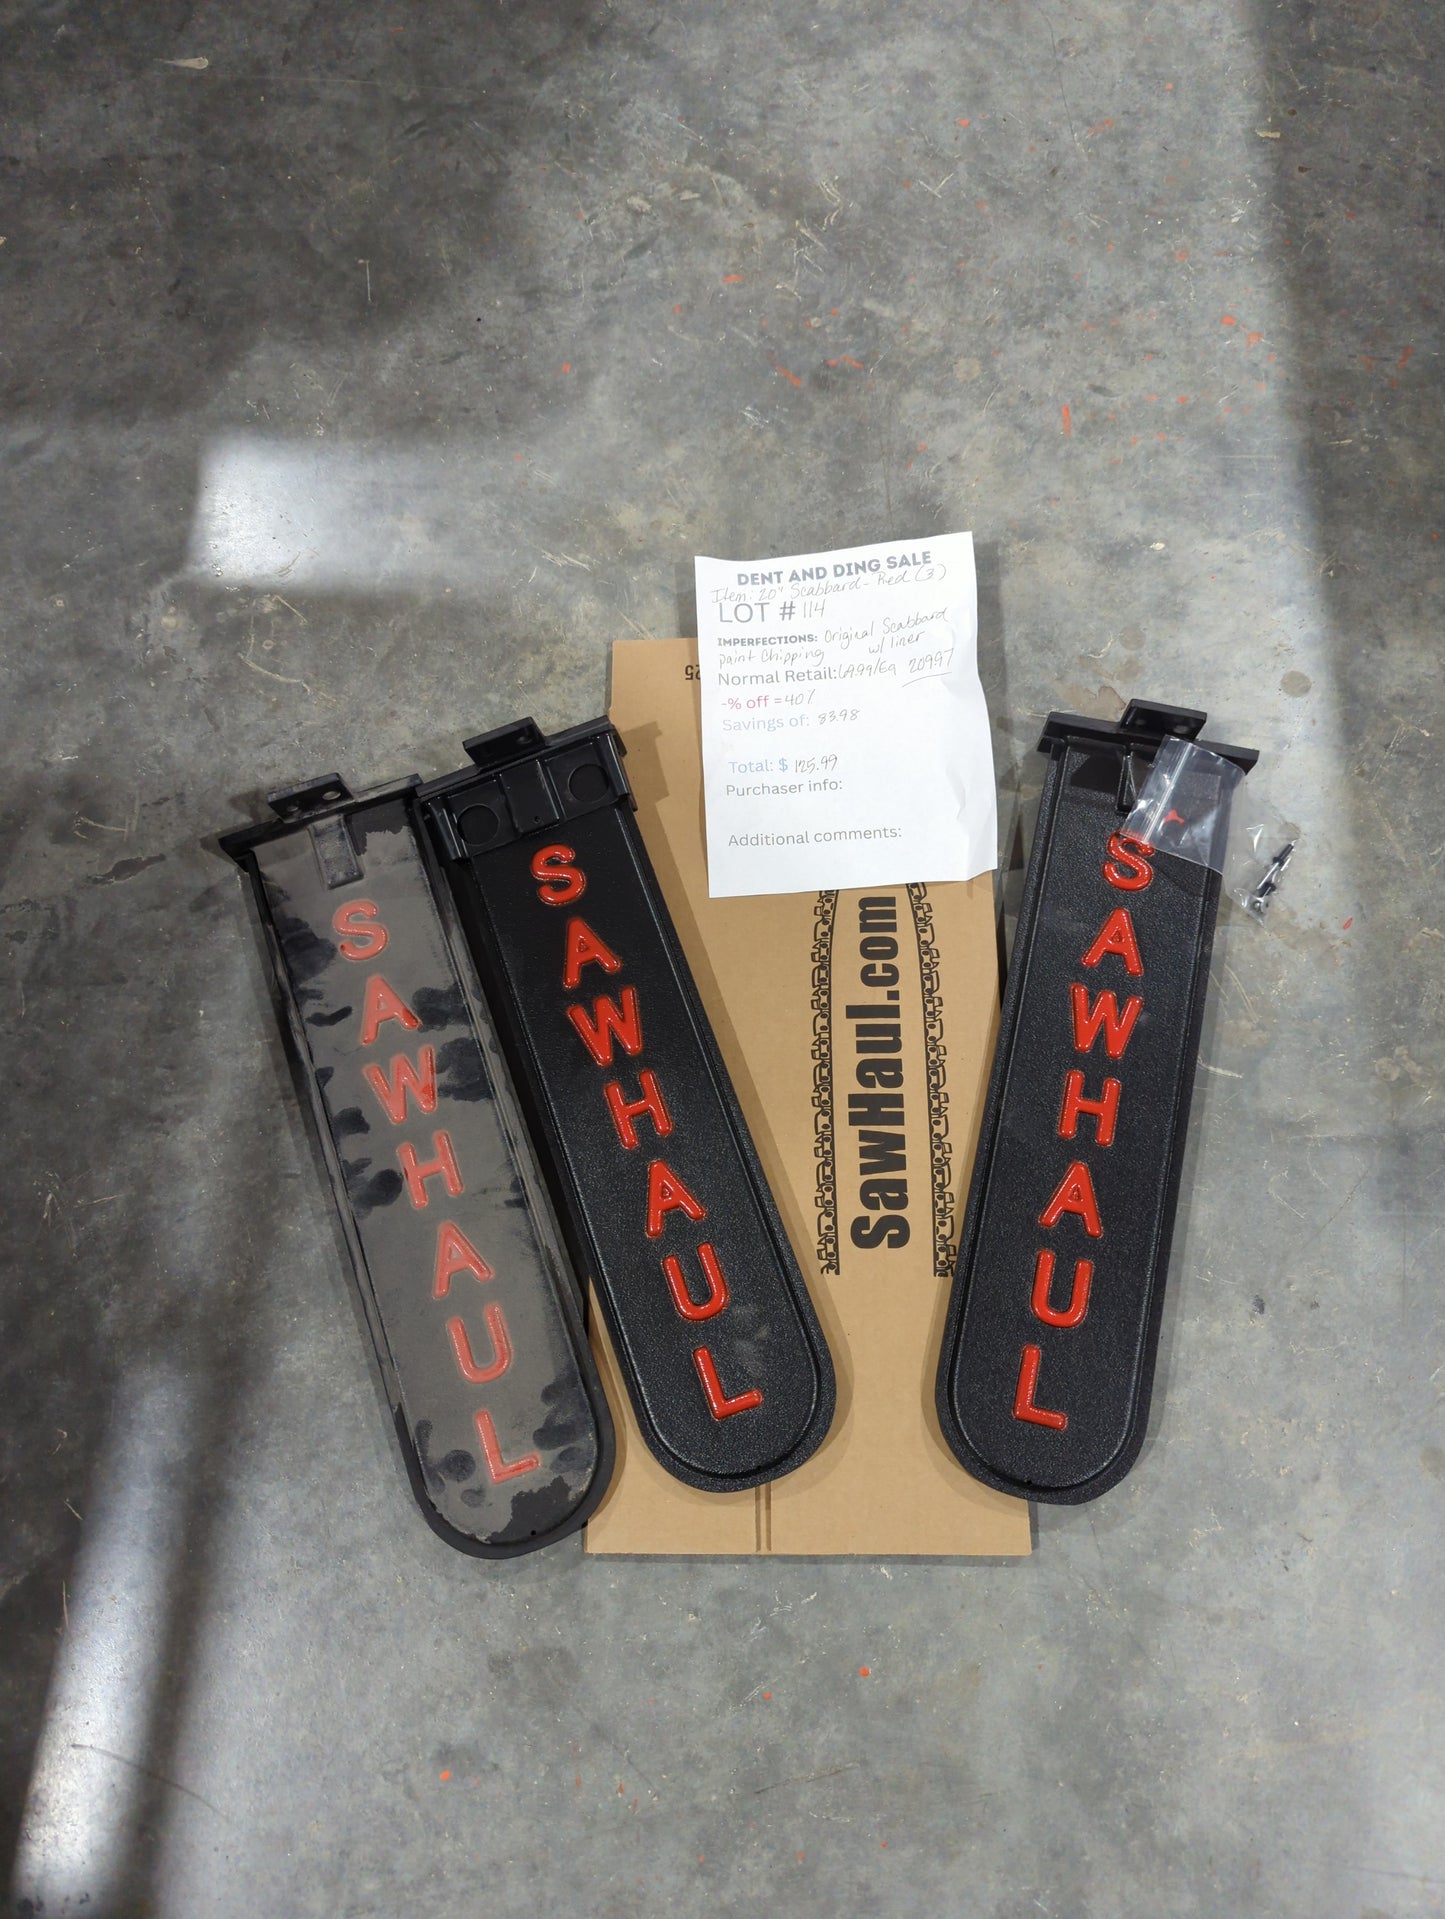 DENT AND DING SALE
Item: 20" Scabbard - Red (3)
LOT # 114
IMPERFECTIONS: Original Scabbard
paint chipping w/ liner
Normal Retail: 69.99/Ea 209.97
-% off = 40%
Savings of: 83.98
Total: $ 125.99
Purchaser info:
Additional comments:
25
SawHaul.com
SAWHAUL
SAWHAUL
SAWHAUL